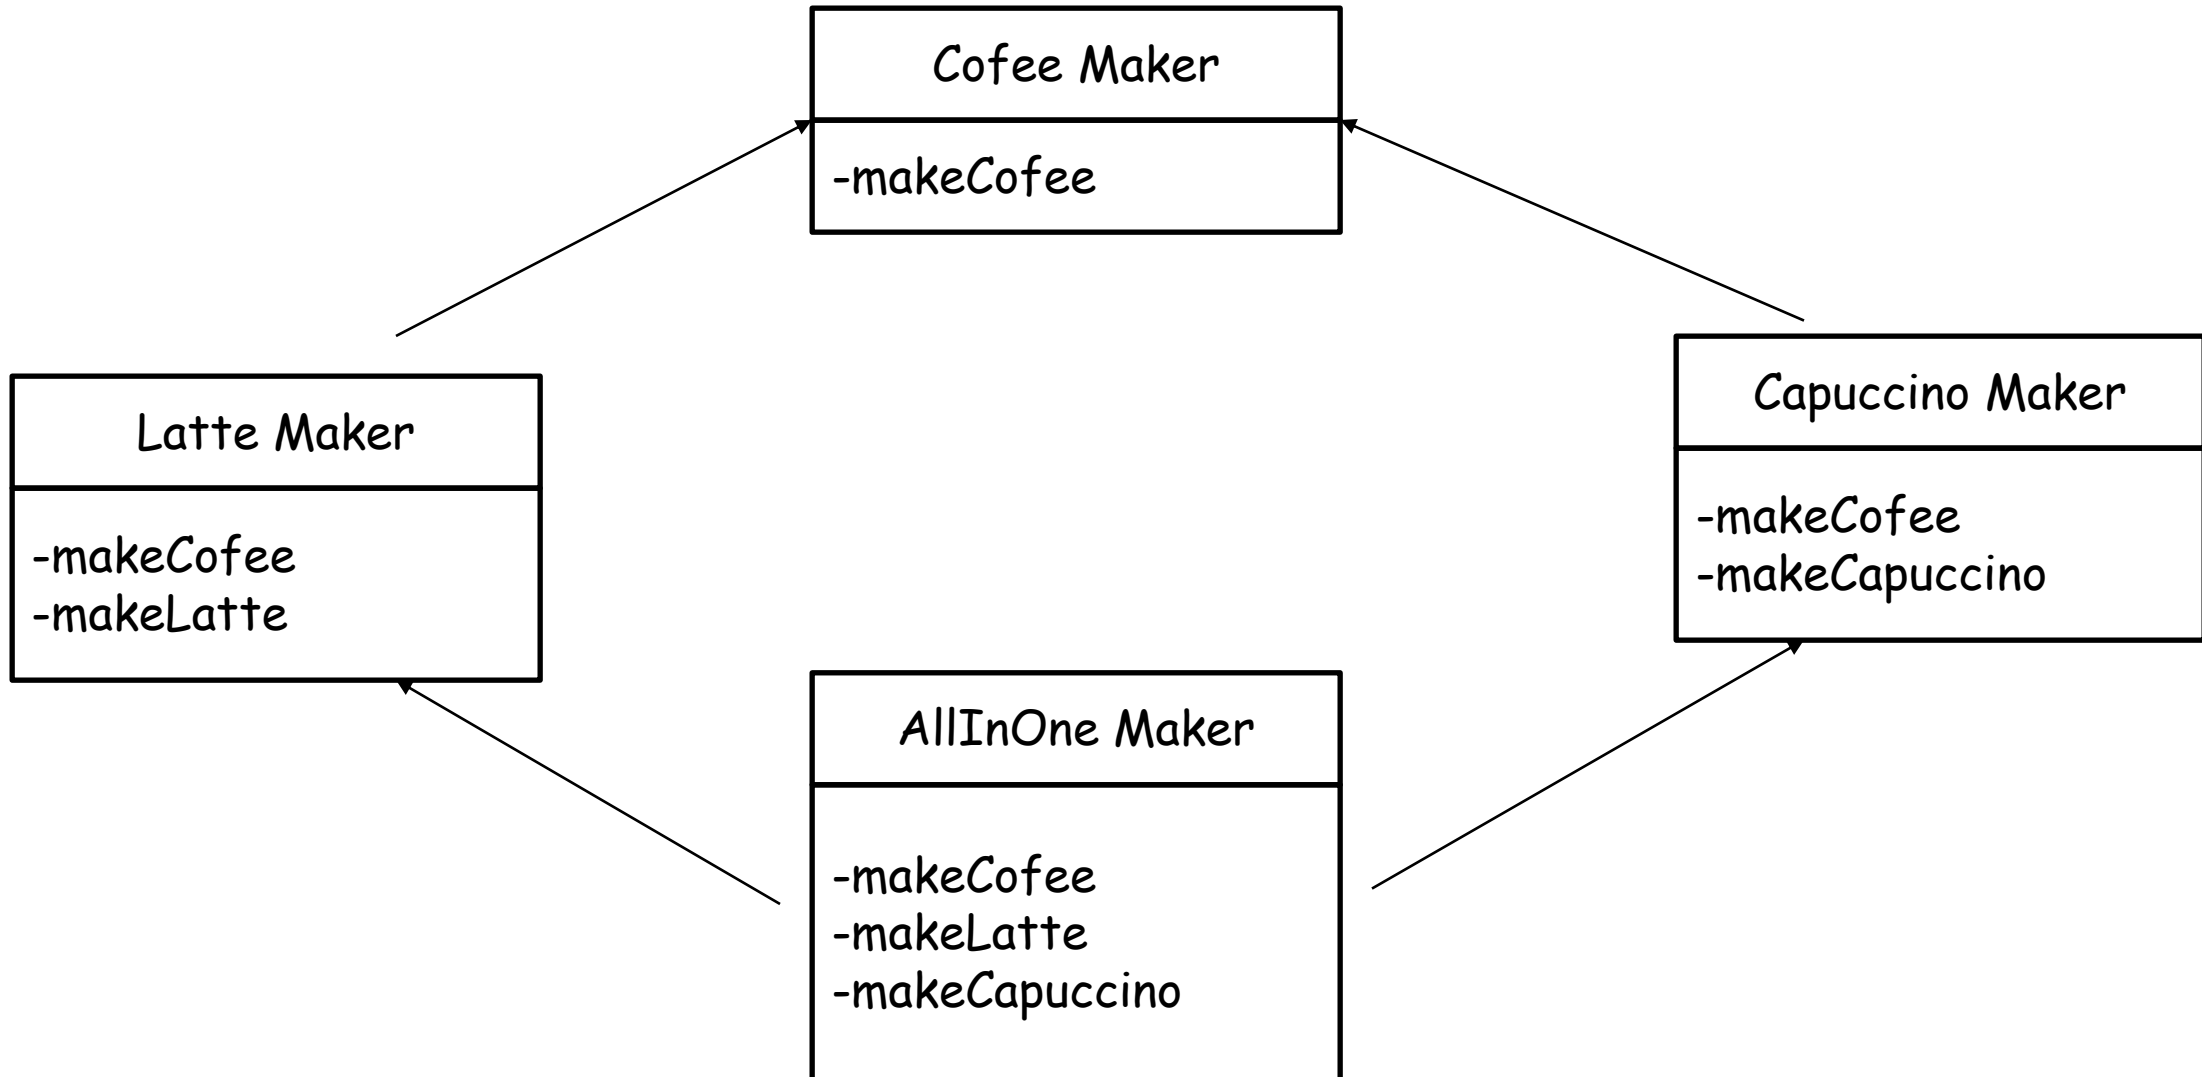 Cofee Maker
-makeCofee
Latte Maker
-makeCofee
-makeLatte
Capuccino Maker
-makeCofee
-makeCapuccino
AllInOne Maker
-makeCofee
-makeLatte
-makeCapuccino